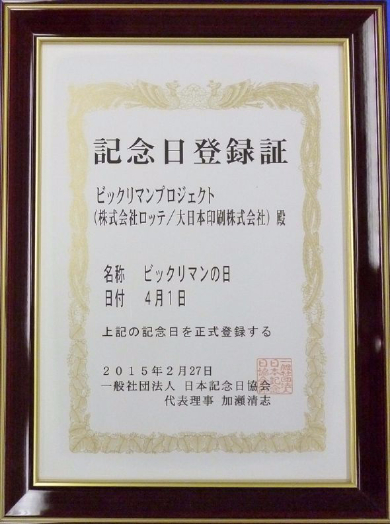 記念日登録証
ビックリマンプロジェクト
(株式会社ロッテ/大日本印刷株式会社) 殿
名称 ビックリマンの日
日付 4月1日
上記の記念日を正式登録する
2015年2月27日
一般社団法人 日本記念日協会
代表理事 加瀬清志